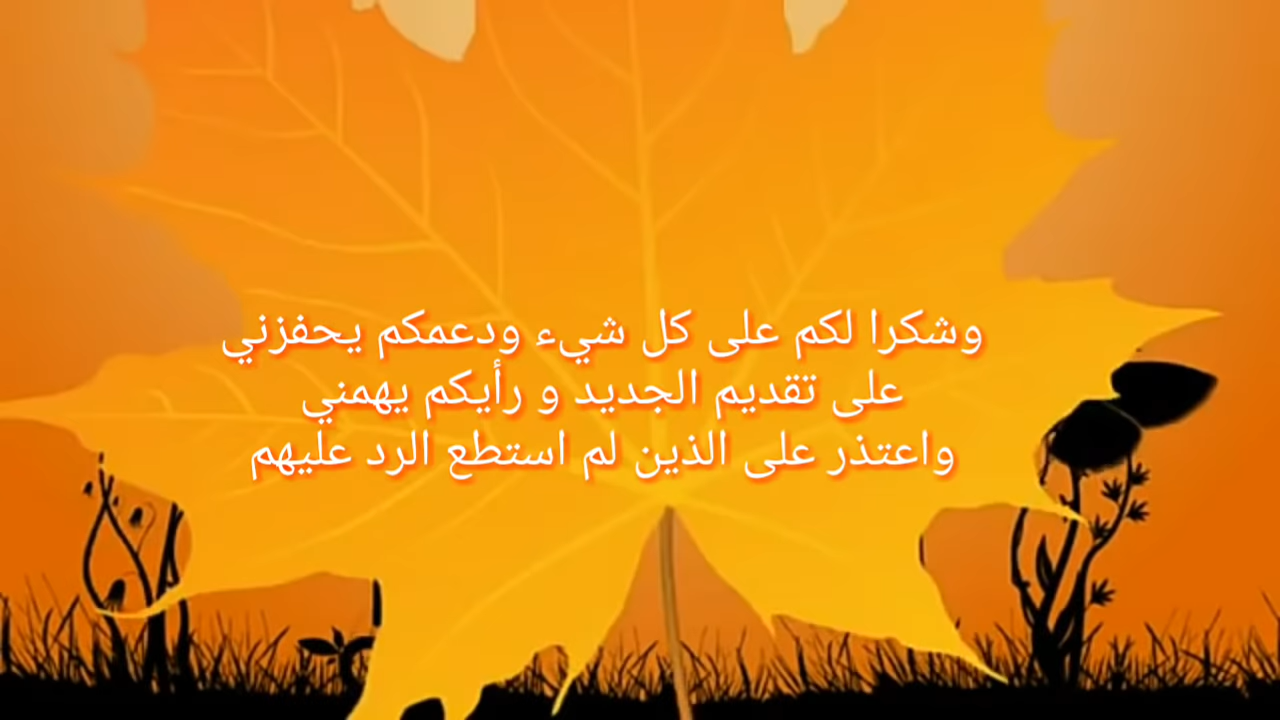 وشكرا لكم على كل شيء ودعمكم يحفزني
على تقديم الجديد و رأيكم يهمني
واعتذر على الذين لم استطع الرد عليهم